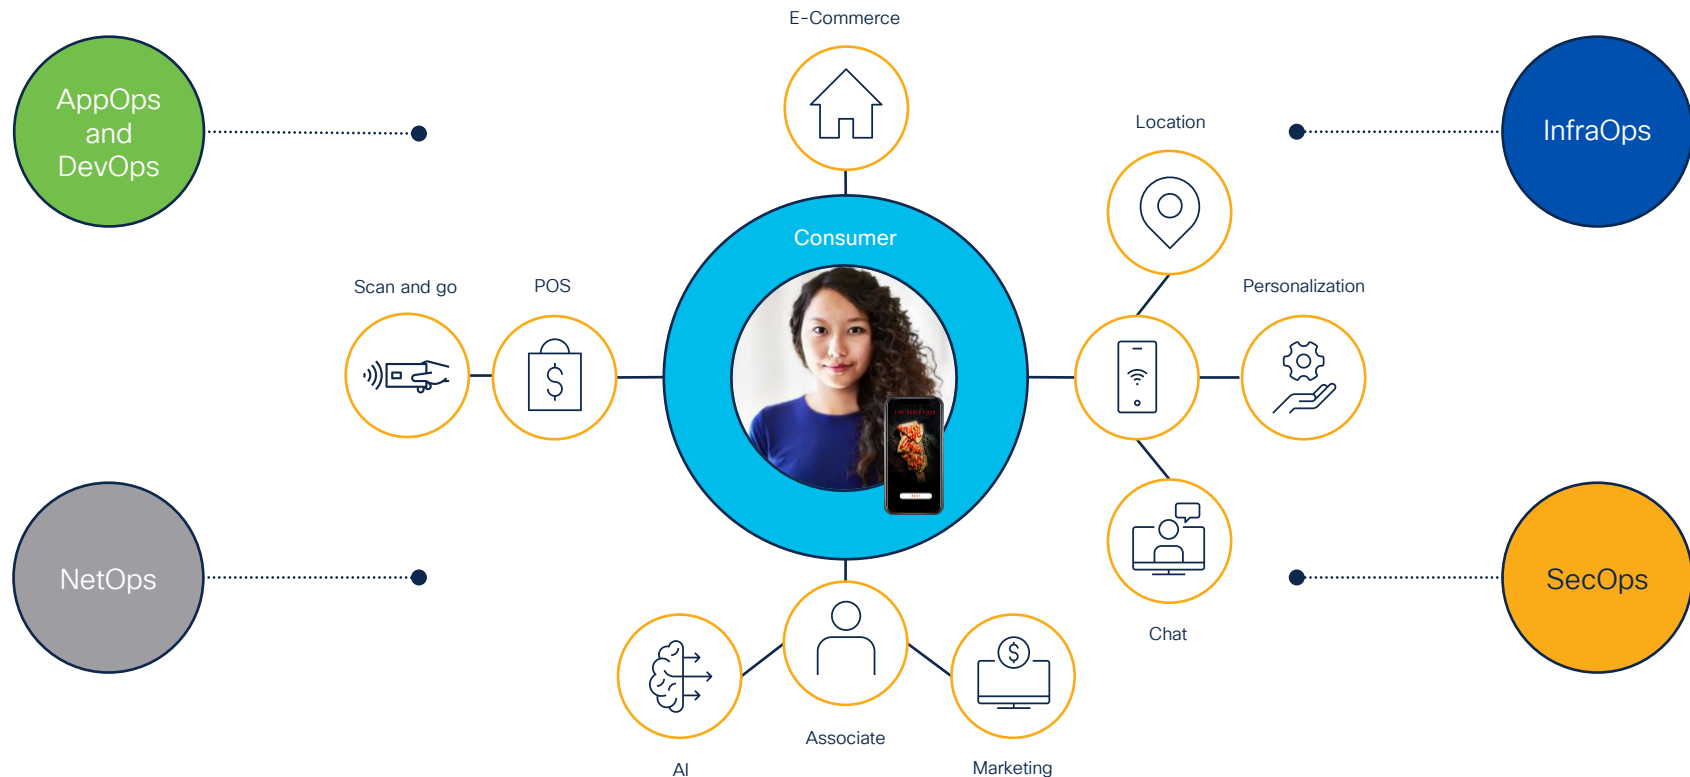 E-Commerce
AppOps
and
DevOps
InfraOps
Location
Consumer
Scan and go
POS
Personalization
$
NetOps
SecOps
Chat
$
Associate
AI
Marketing